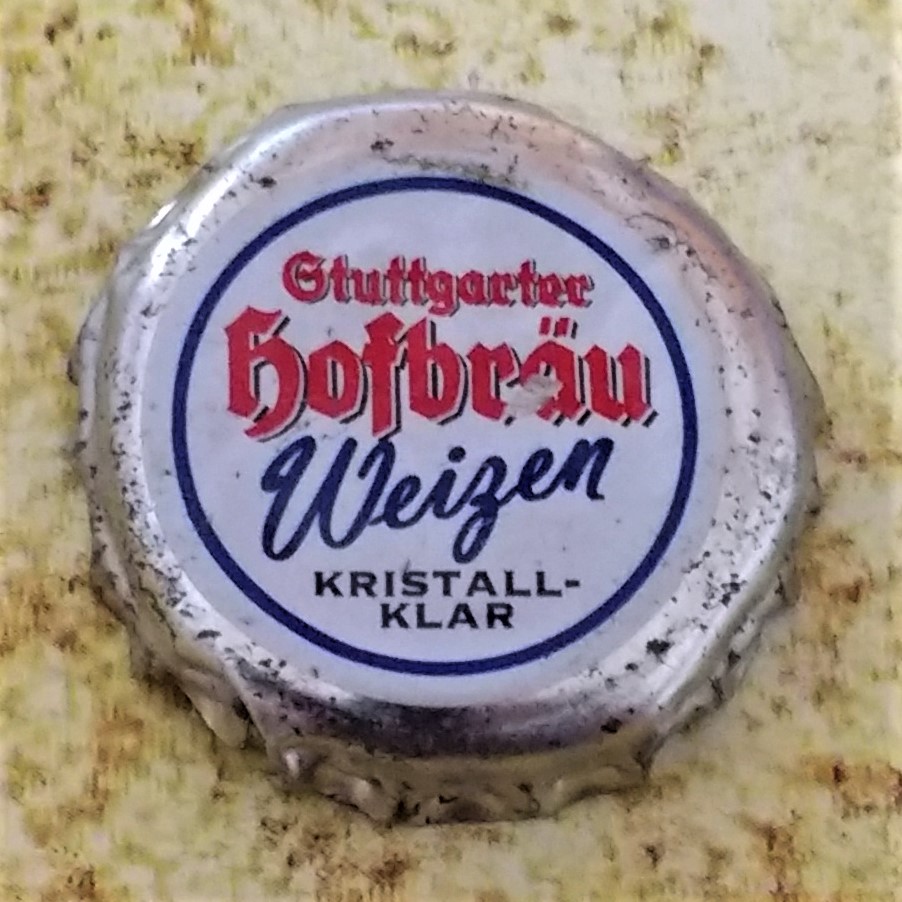 Stuttgarter
Hofbräu
Weizen
KRISTALL-
KLAR